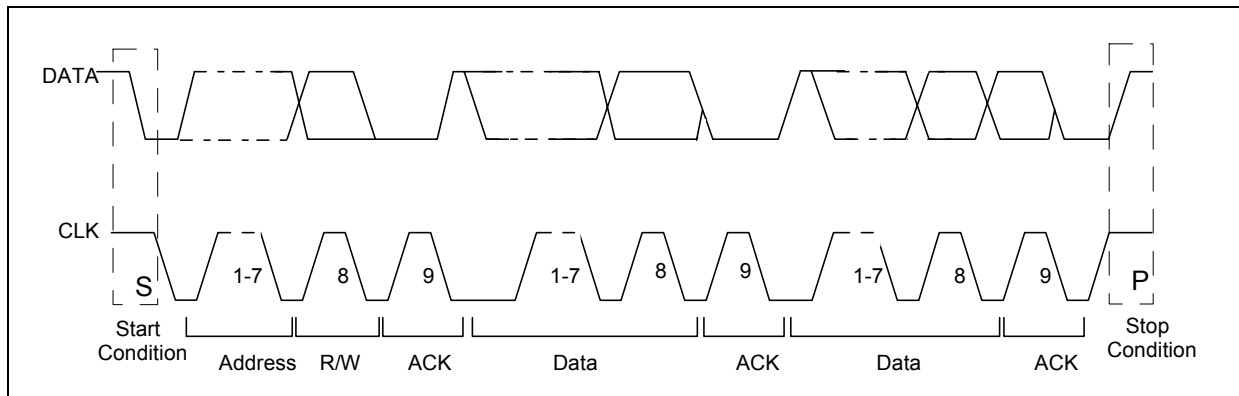 DATA
CLK
S
1-7
8
9
1-7
8
9
1-7
8
9
P
Start
Condition
Address
R/W
ACK
Data
ACK
Data
ACK
Stop
Condition